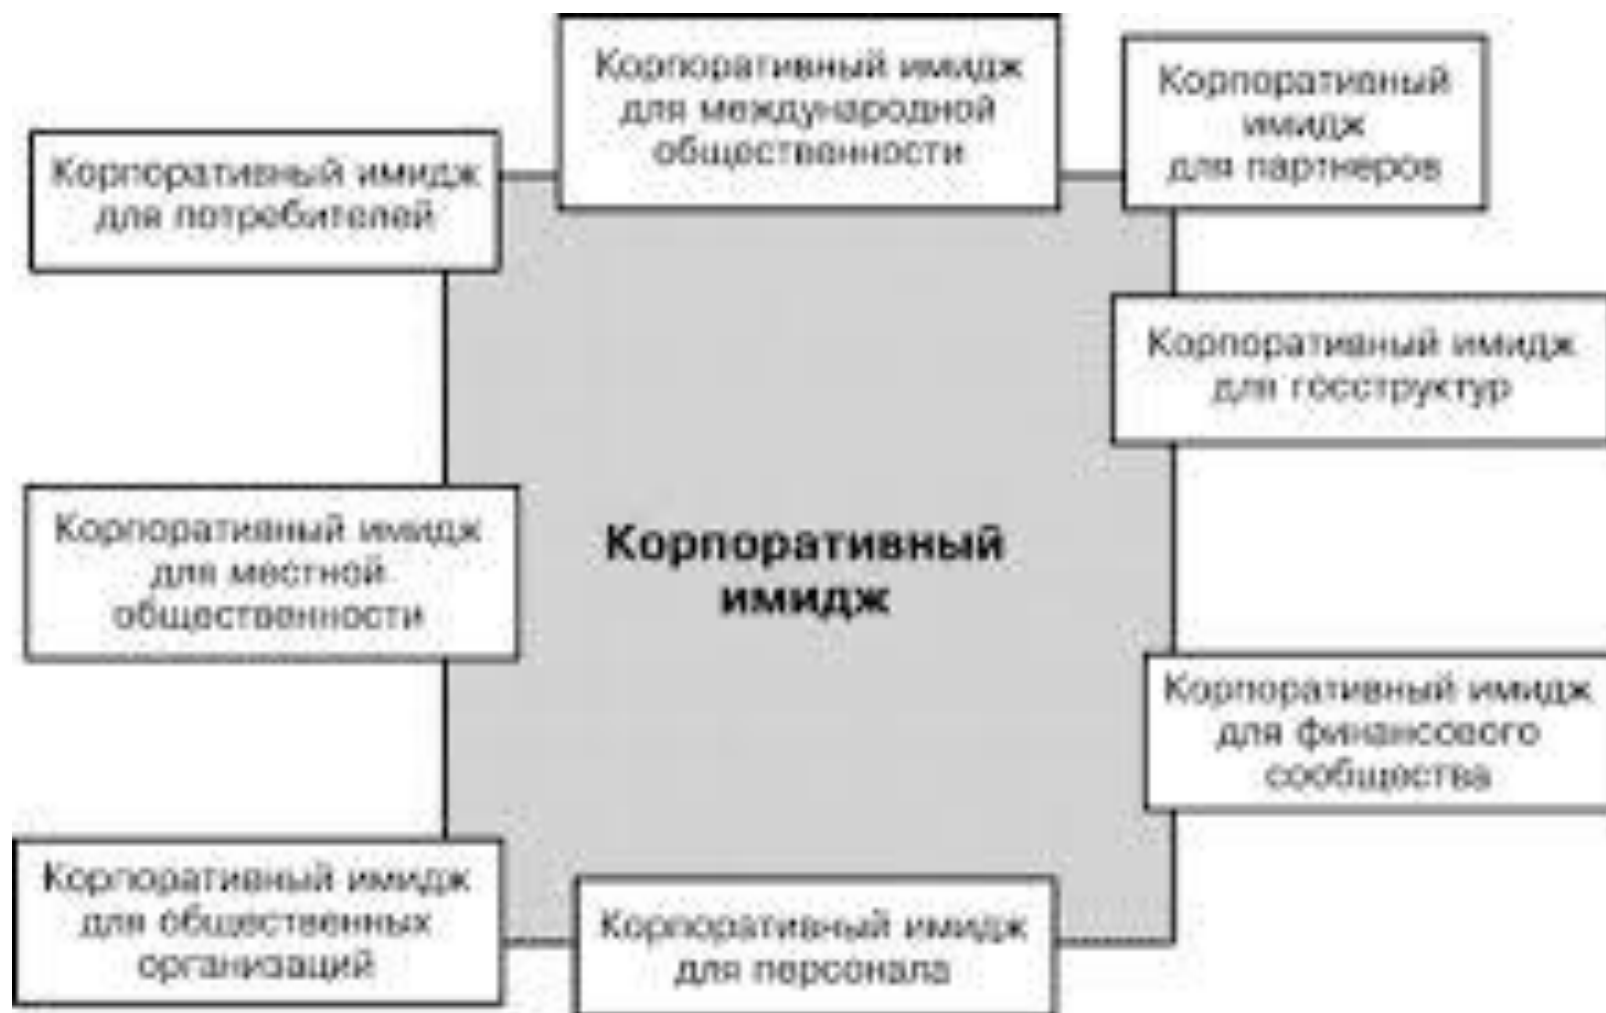 Корпоративный имидж
для международной
общественности
Корпоративный
имидж
для партнеров
Корпоративный имидж
для потребителей
Корпоративный имидж
для госструктур
Корпоративный имидж
для местной
общественности
Корпоративный
имидж
Корпоративный имидж
для финансового
сообщества
Корпоративный имидж
для общественных
организаций
Корпоративный имидж
для персонала